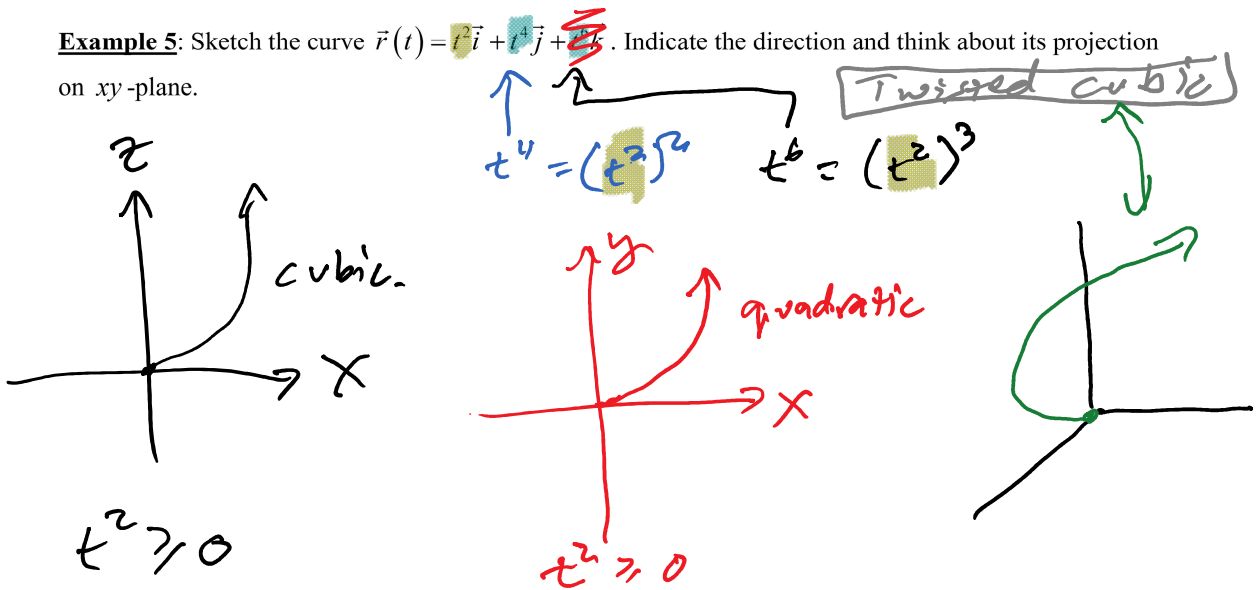 Example 5: Sketch the curve r⃗(t) = t²i⃗ + t⁴j⃗ + t⁶k⃗. Indicate the direction and think about its projection
on xy-plane.
Twisted cubic
t⁴ = (t²)²
t⁶ = (t²)³
z
cubic.
x
t² ⩾ 0
y
quadratic
x
t² ⩾ 0